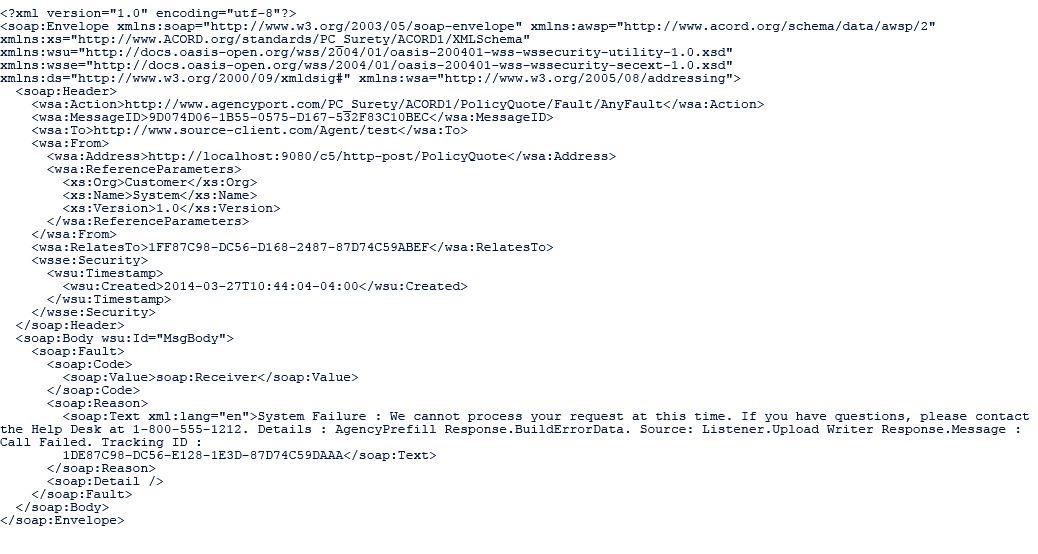 <?xml version="1.0" encoding="utf-8"?>
<soap:Envelope xmlns:soap="http://www.w3.org/2003/05/soap-envelope" xmlns:awsp="http://www.acord.org/schema/data/awsp/2"
xmlns:xs="http://www.ACORD.org/standards/PC_Surety/ACORD1/XMLSchema"
xmlns:wsu="http://docs.oasis-open.org/wss/2004/01/oasis-200401-wss-wssecurity-utility-1.0.xsd"
xmlns:wsse="http://docs.oasis-open.org/wss/2004/01/oasis-200401-wss-wssecurity-secext-1.0.xsd"
xmlns:ds="http://www.w3.org/2000/09/xmldsig#" xmlns:wsa="http://www.w3.org/2005/08/addressing">
  <soap:Header>
    <wsa:Action>http://www.agencyport.com/PC_Surety/ACORD1/PolicyQuote/Fault/AnyFault</wsa:Action>
    <wsa:MessageID>9D074D06-1B55-0575-D167-532F83C10BEC</wsa:MessageID>
    <wsa:To>http://www.source-client.com/Agent/test</wsa:To>
    <wsa:From>
      <wsa:Address>http://localhost:9080/c5/http-post/PolicyQuote</wsa:Address>
      <wsa:ReferenceParameters>
        <xs:Org>Customer</xs:Org>
        <xs:Name>System</xs:Name>
        <xs:Version>1.0</xs:Version>
      </wsa:ReferenceParameters>
    </wsa:From>
    <wsa:RelatesTo>1FF87C98-DC56-D168-2487-87D74C59ABEF</wsa:RelatesTo>
    <wsse:Security>
      <wsu:Timestamp>
        <wsu:Created>2014-03-27T10:44:04-04:00</wsu:Created>
      </wsu:Timestamp>
    </wsse:Security>
  </soap:Header>
  <soap:Body wsu:Id="MsgBody">
    <soap:Fault>
      <soap:Code>
        <soap:Value>soap:Receiver</soap:Value>
      </soap:Code>
      <soap:Reason>
        <soap:Text xml:lang="en">System Failure : We cannot process your request at this time. If you have questions, please contact
the Help Desk at 1-800-555-1212. Details : AgencyPrefill Response.BuildErrorData. Source: Listener.Upload Writer Response.Message :
Call Failed. Tracking ID :
        1DE87C98-DC56-E128-1E3D-87D74C59DAAA</soap:Text>
      </soap:Reason>
      <soap:Detail />
    </soap:Fault>
  </soap:Body>
</soap:Envelope>